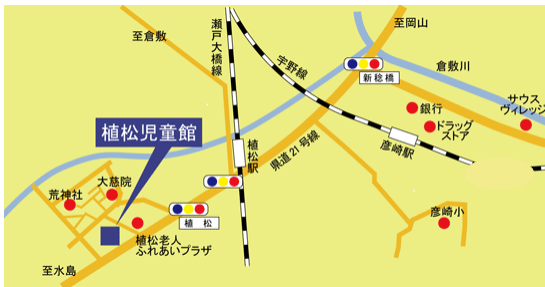 至倉敷
瀬戸大橋線
至岡山
宇野線
新稔橋
倉敷川
サウス
ヴィレッジ
銀行
ドラッグ
ストア
植松児童館
植松駅
県道21号線
彦崎駅
大慈院
荒神社
植松
植松老人
ふれあいプラザ
彦崎小
至水島